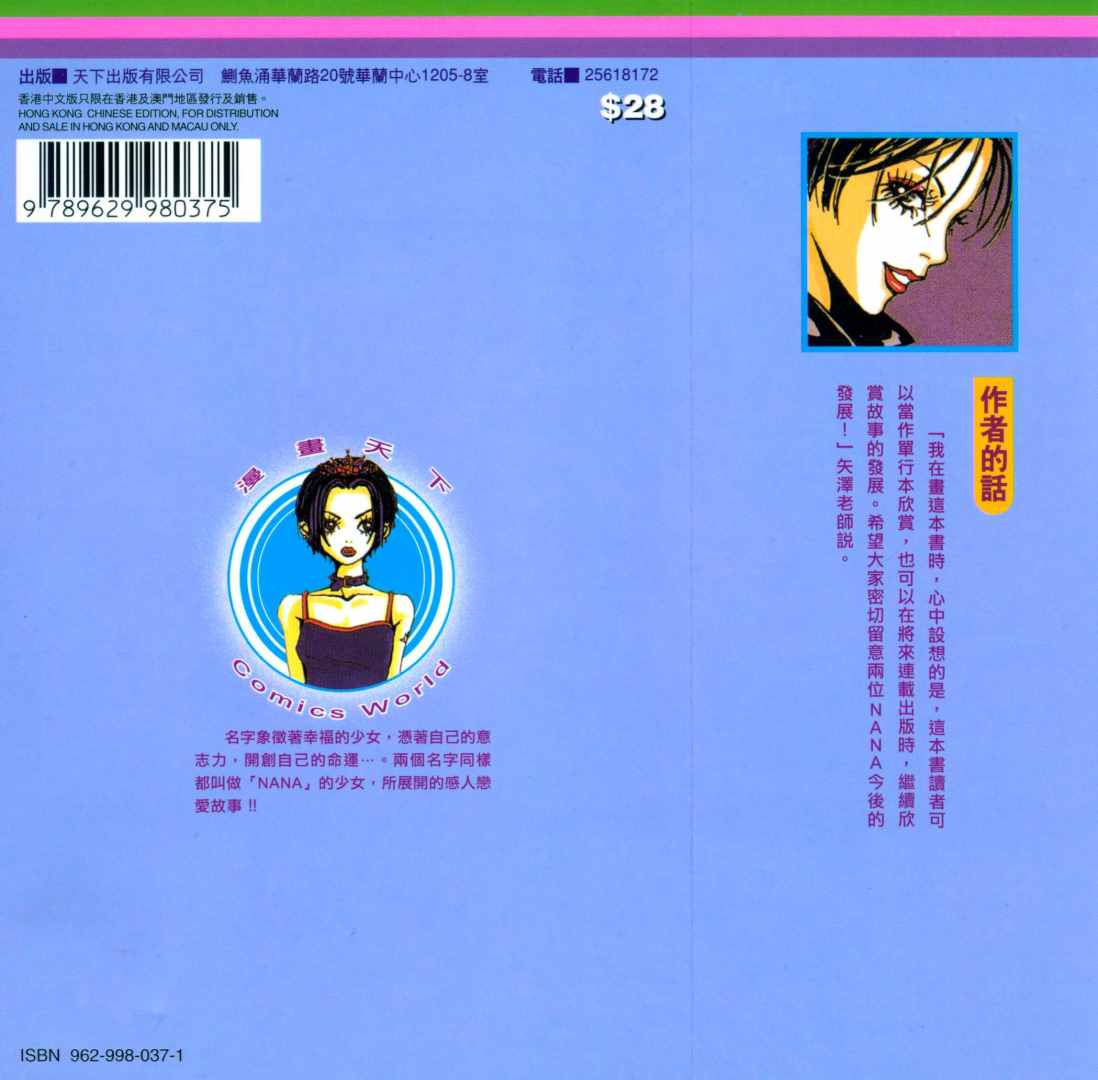 出版■ 天下出版有限公司 鰂魚涌華蘭路20號華蘭中心1205-8室 電話■ 25618172
香港中文版只限在香港及澳門地區發行及銷售。
HONG KONG CHINESE EDITION, FOR DISTRIBUTION
AND SALE IN HONG KONG AND MACAU ONLY.
$28
9 789629 980375
漫畫天下
Comics World
名字象徵著幸福的少女，憑著自己的意
志力，開創自己的命運…。兩個名字同樣
都叫做「NANA」的少女，所展開的感人戀
愛故事!!
ISBN 962-998-037-1
作者的話
「我在畫這本書時，心中設想的是，這本書讀者可
以當作單行本欣賞，也可以在將來連載出版時，繼續欣
賞故事的發展。希望大家密切留意兩位NANA今後的
發展！」矢澤老師説。